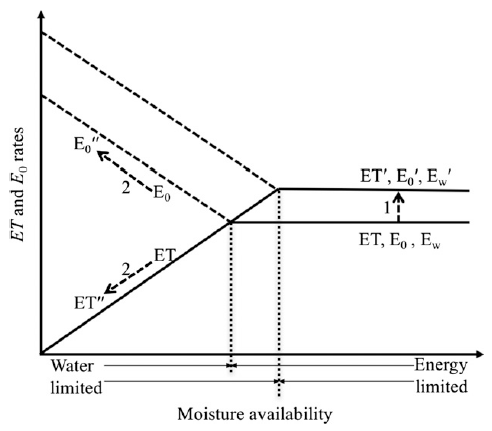 ET and E₀ rates
E₀″
2
E₀
ET
2
ET″
ET′, E₀′, Ew′
1
ET, E₀ , Ew
Water
limited
Energy
limited
Moisture availability